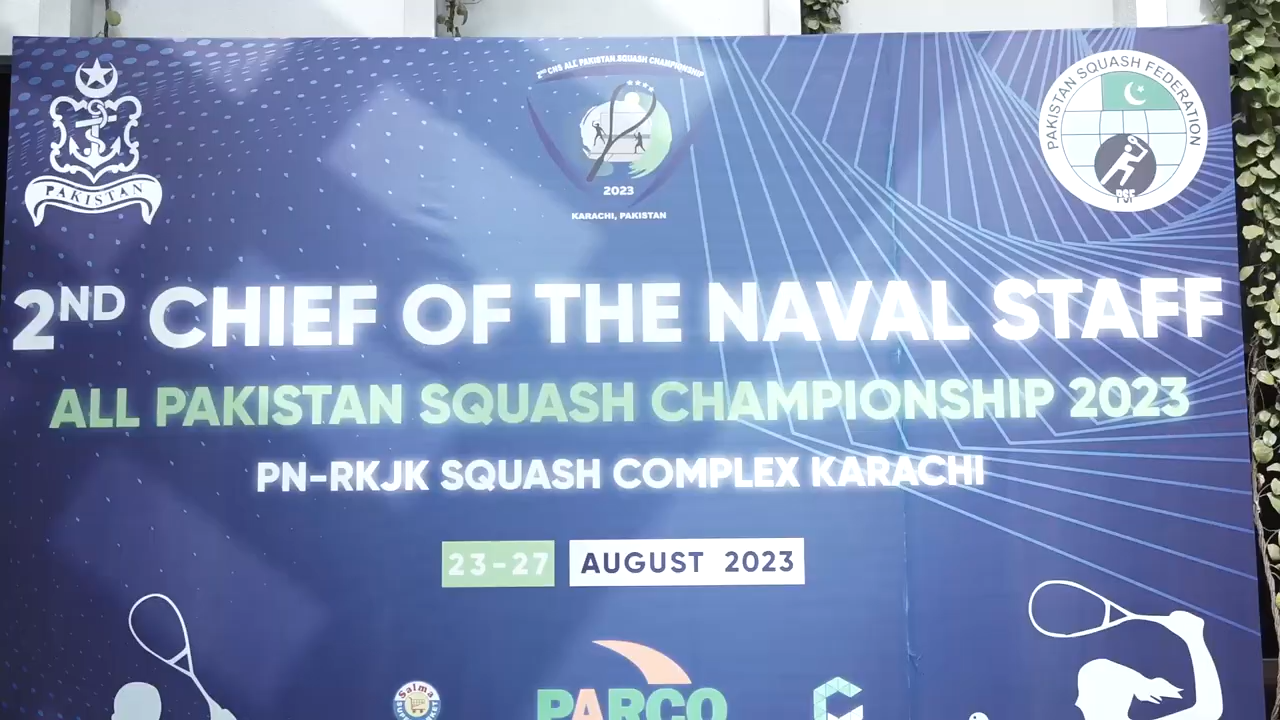 PAKISTAN
2ND CNS ALL PAKISTAN SQUASH CHAMPIONSHIP
2023
KARACHI, PAKISTAN
PAKISTAN SQUASH FEDERATION
PSF
2ND CHIEF OF THE NAVAL STAFF
ALL PAKISTAN SQUASH CHAMPIONSHIP 2023
PN-RKJK SQUASH COMPLEX KARACHI
23-27 AUGUST 2023
Salma
PARCO